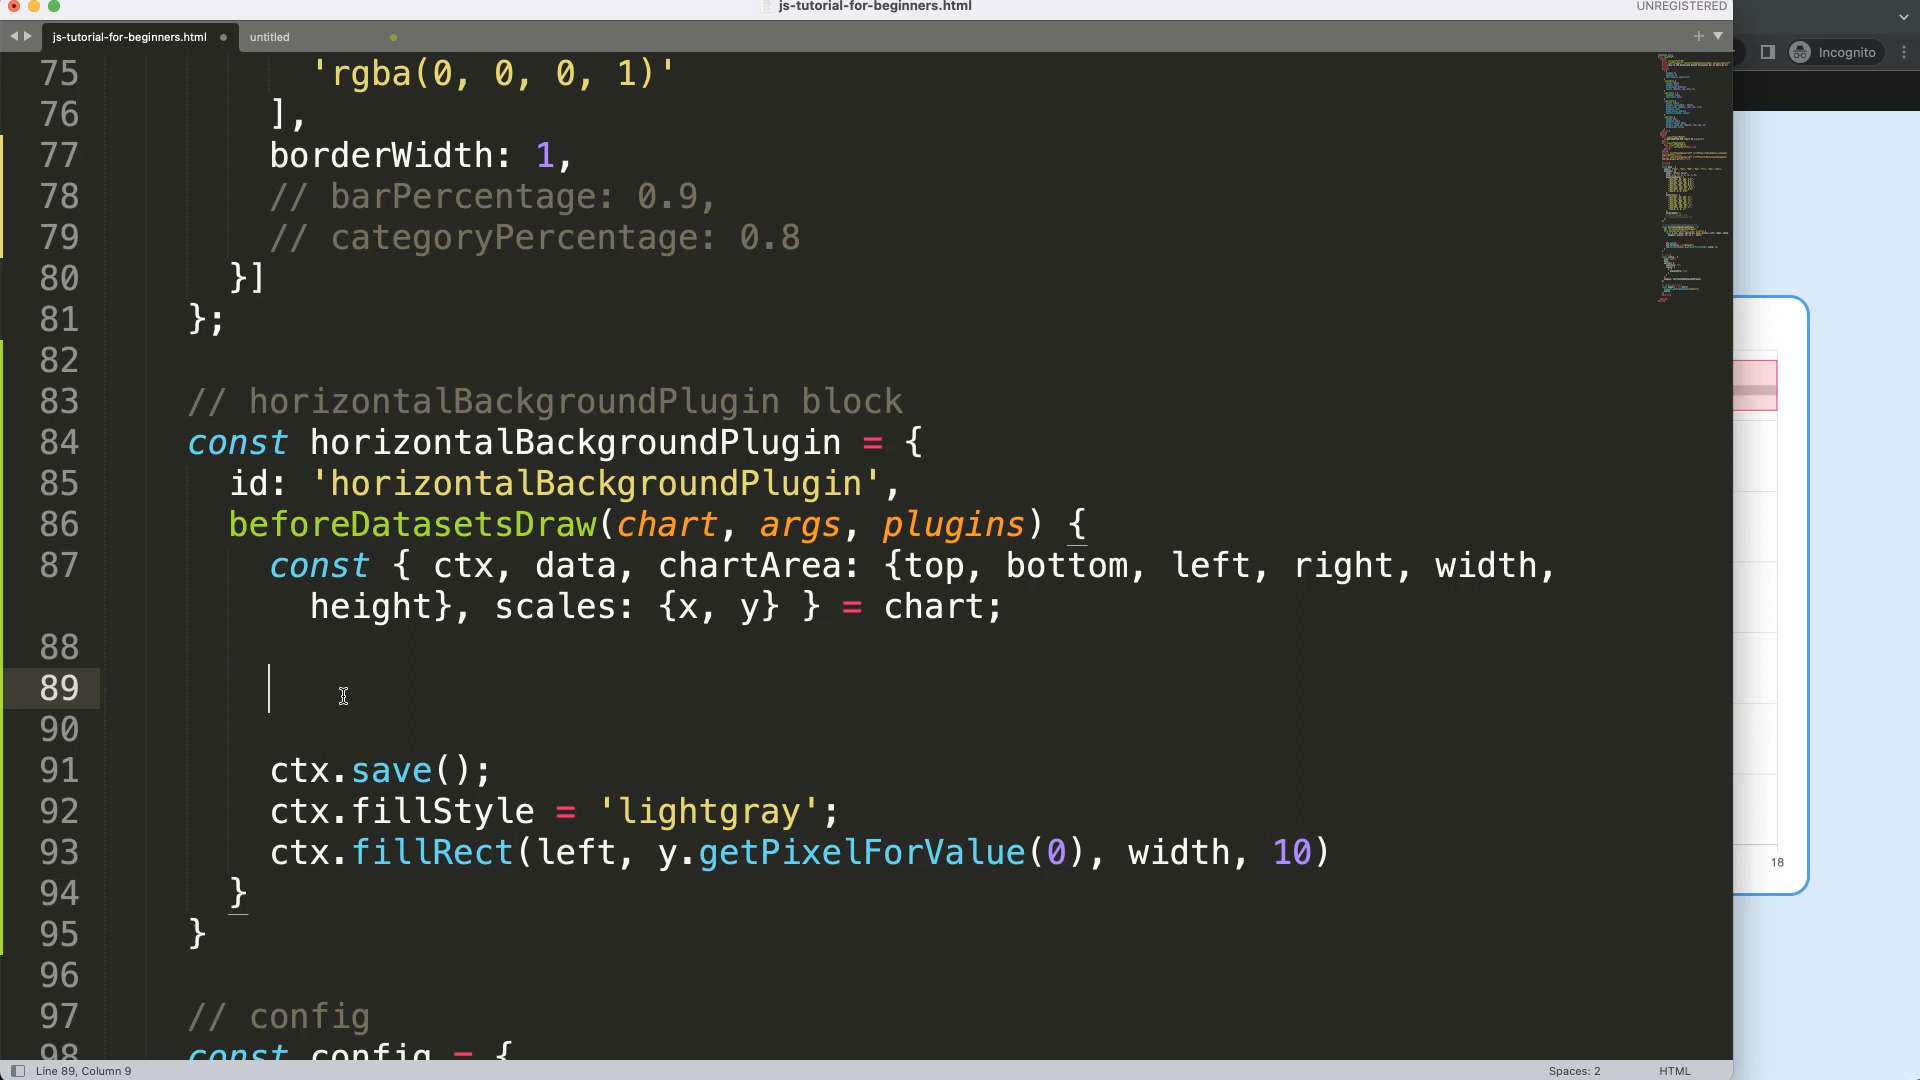 js-tutorial-for-beginners.html
UNREGISTERED
js-tutorial-for-beginners.html
untitled
Incognito
75 'rgba(0, 0, 0, 1)'
76 ],
77 borderWidth: 1,
78 // barPercentage: 0.9,
79 // categoryPercentage: 0.8
80 }]
81 };
82
83 // horizontalBackgroundPlugin block
84 const horizontalBackgroundPlugin = {
85 id: 'horizontalBackgroundPlugin',
86 beforeDatasetsDraw(chart, args, plugins) {
87 const { ctx, data, chartArea: {top, bottom, left, right, width,
height}, scales: {x, y} } = chart;
88
89
90
91 ctx.save();
92 ctx.fillStyle = 'lightgray';
93 ctx.fillRect(left, y.getPixelForValue(0), width, 10)
94 }
95 }
96
97 // config
98 const config = {
18
Line 89, Column 9
Spaces: 2
HTML